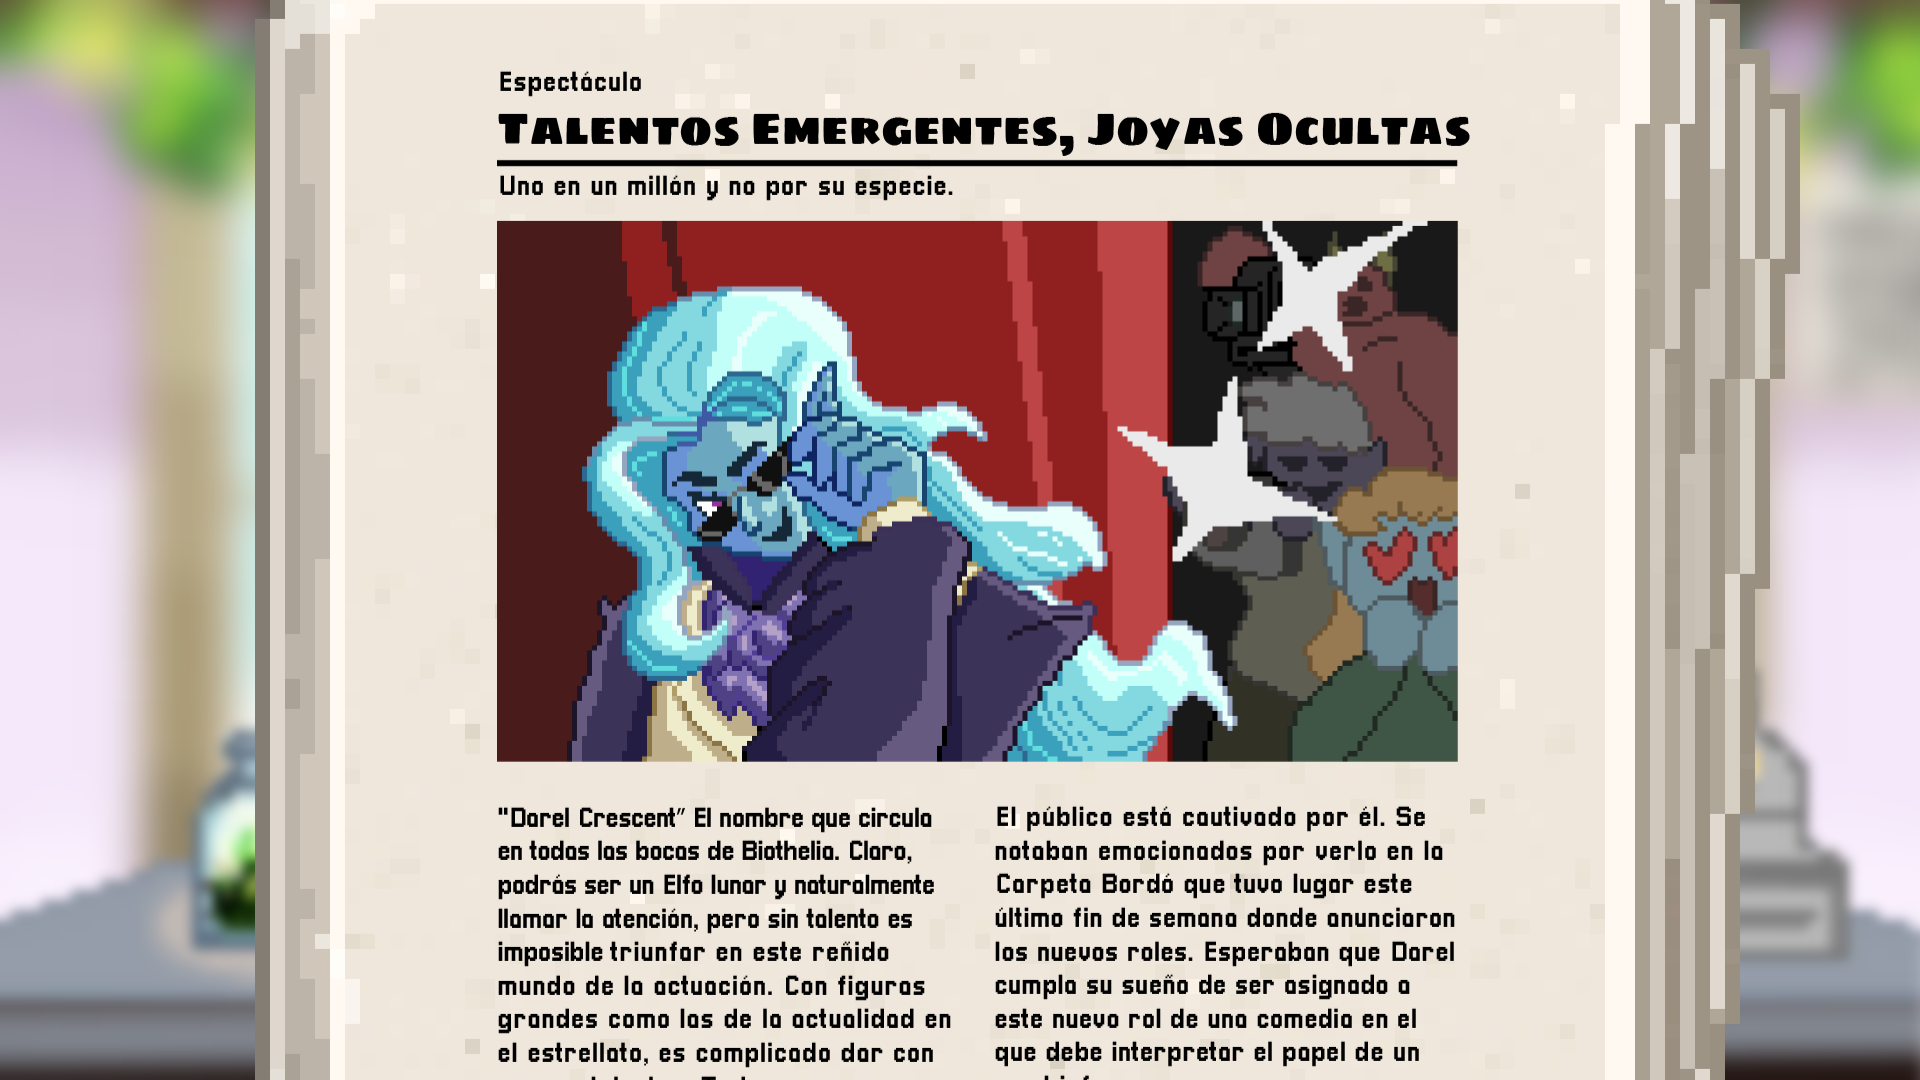 Espectáculo
Talentos Emergentes, Joyas Ocultas
Uno en un millón y no por su especie.
"Darel Crescent" El nombre que circula
en todas las bocas de Biothelia. Claro,
podrás ser un Elfo lunar y naturalmente
llamar la atención, pero sin talento es
imposible triunfar en este reñido
mundo de la actuación. Con figuras
grandes como las de la actualidad en
el estrellato, es complicado dar con
El público está cautivado por él. Se
notaban emocionados por verlo en la
Carpeta Bordó que tuvo lugar este
último fin de semana donde anunciaron
los nuevos roles. Esperaban que Darel
cumpla su sueño de ser asignado a
este nuevo rol de una comedia en el
que debe interpretar el papel de un